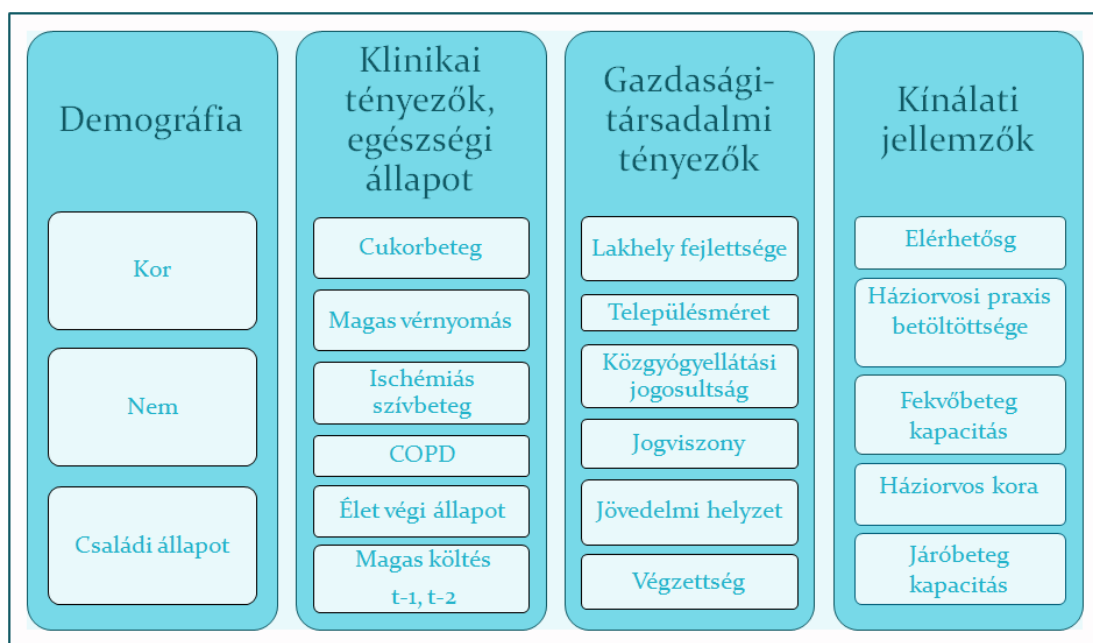 Demográfia
Kor
Nem
Családi állapot
Klinikai
tényezők,
egészségi
állapot
Cukorbeteg
Magas vérnyomás
Ischémiás
szívbeteg
COPD
Élet végi állapot
Magas költés
t-1, t-2
Gazdasági-
társadalmi
tényezők
Lakhely fejlettsége
Településméret
Közgyógyellátási
jogosultság
Jogviszony
Jövedelmi helyzet
Végzettség
Kínálati
jellemzők
Elérhetősg
Háziorvosi praxis
betöltöttsége
Fekvőbeteg
kapacitás
Háziorvos kora
Járóbeteg
kapacitás